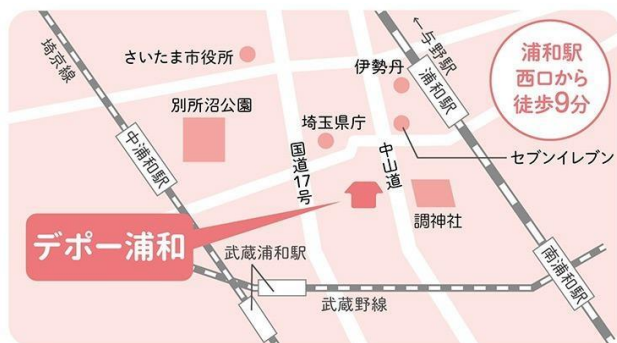 ←与野駅
埼京線
さいたま市役所
伊勢丹
浦和駅
浦和駅
西口から
徒歩9分
別所沼公園
埼玉県庁
中浦和駅
国道17号
中山道
セブンイレブン
調神社
デポー浦和
武蔵浦和駅
南浦和駅
武蔵野線